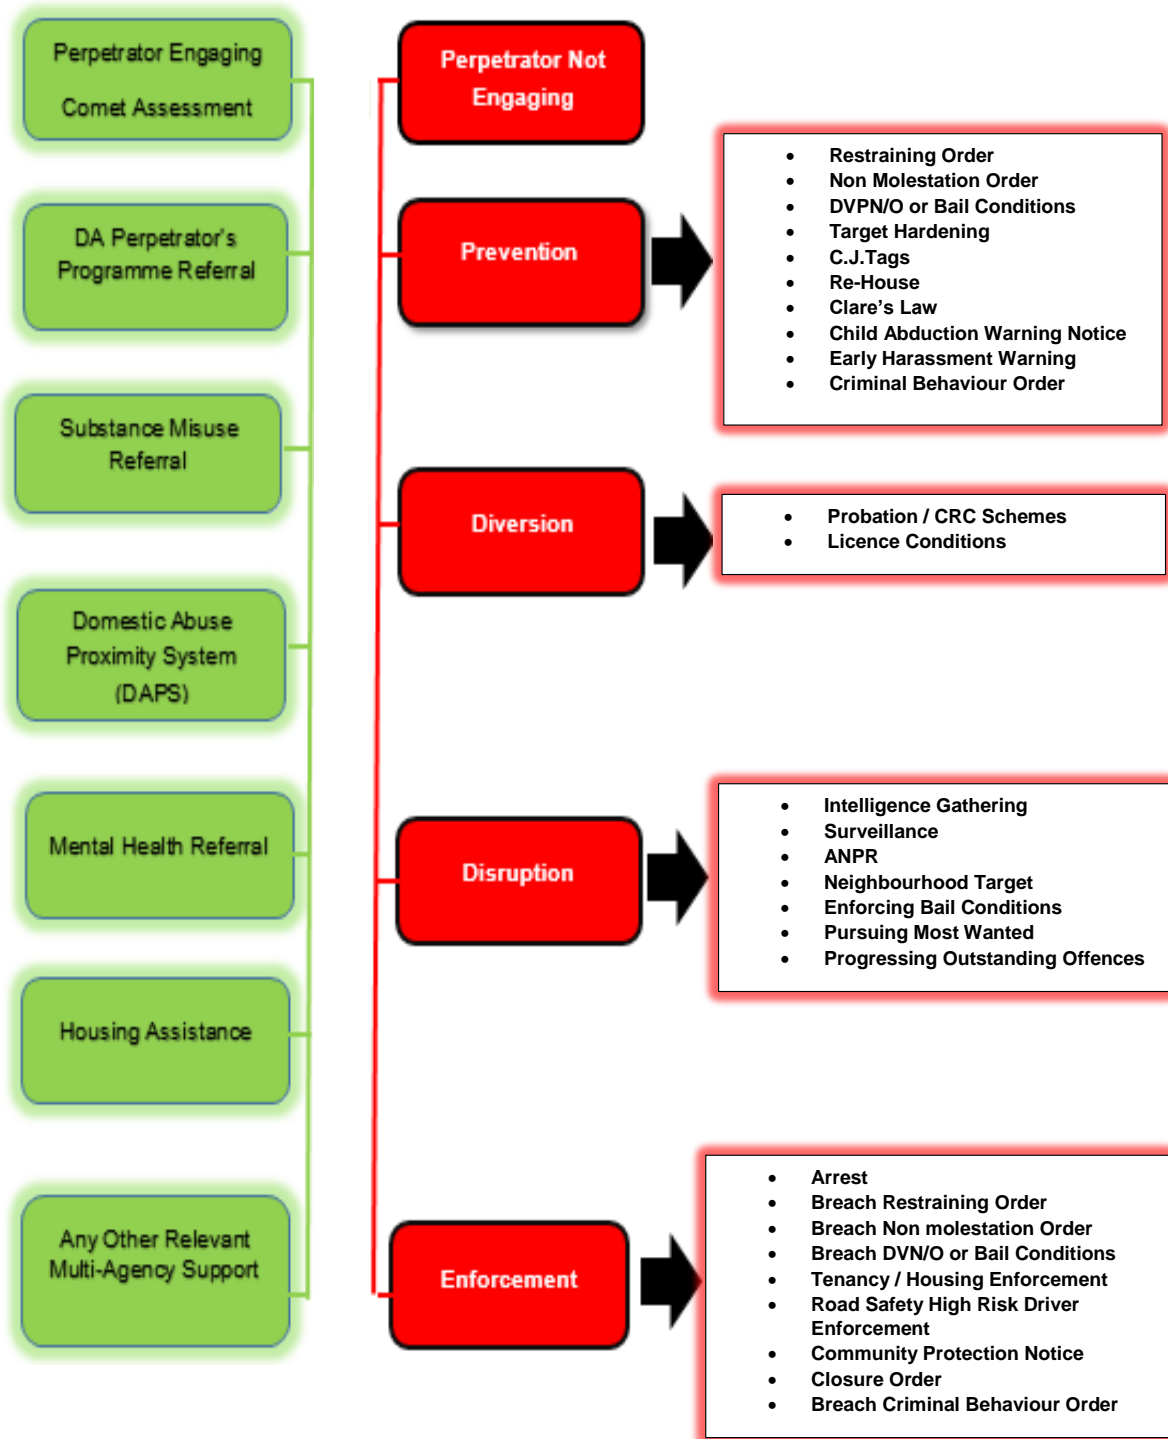 Perpetrator Engaging
Comet Assessment
DA Perpetrator's
Programme Referral
Substance Misuse
Referral
Domestic Abuse
Proximity System
(DAPS)
Mental Health Referral
Housing Assistance
Any Other Relevant
Multi-Agency Support
Perpetrator Not
Engaging
Prevention
• Restraining Order
• Non Molestation Order
• DVPN/O or Bail Conditions
• Target Hardening
• C.J.Tags
• Re-House
• Clare’s Law
• Child Abduction Warning Notice
• Early Harassment Warning
• Criminal Behaviour Order
Diversion
• Probation / CRC Schemes
• Licence Conditions
Disruption
• Intelligence Gathering
• Surveillance
• ANPR
• Neighbourhood Target
• Enforcing Bail Conditions
• Pursuing Most Wanted
• Progressing Outstanding Offences
Enforcement
• Arrest
• Breach Restraining Order
• Breach Non molestation Order
• Breach DVN/O or Bail Conditions
• Tenancy / Housing Enforcement
• Road Safety High Risk Driver
Enforcement
• Community Protection Notice
• Closure Order
• Breach Criminal Behaviour Order